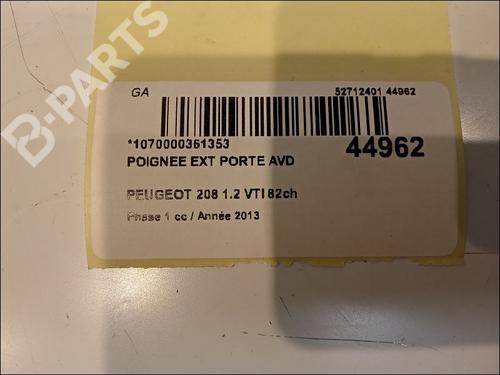 B-PARTS
GA
52712401 44962
*1070000361353
44962
POIGNEE EXT PORTE AVD
PEUGEOT 208 1.2 VTI 82ch
Phase 1 cc / Année 2013